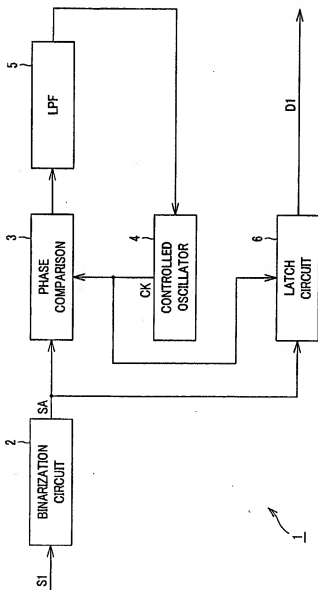 S1
2
BINARIZATION
CIRCUIT
SA
3
PHASE
COMPARISON
5
LPF
CK
4
CONTROLLED
OSCILLATOR
6
LATCH
CIRCUIT
D1
1